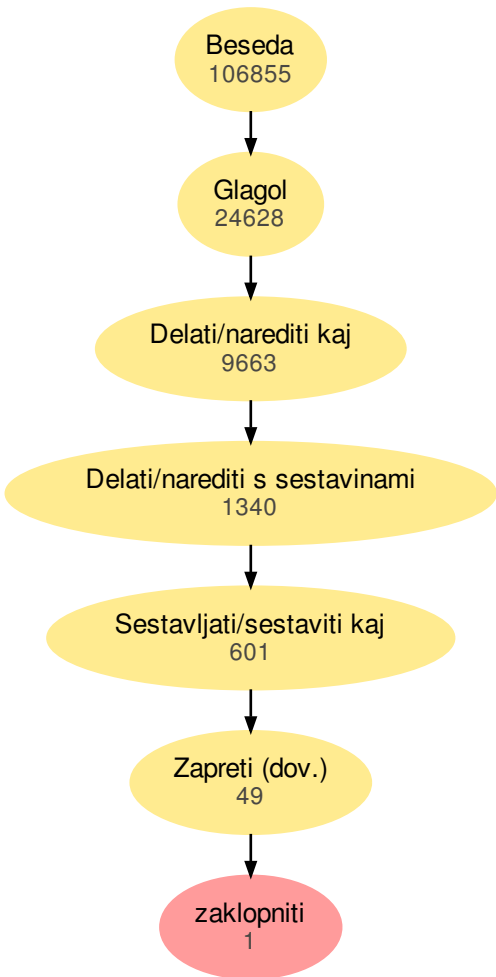 Beseda
106855
Glagol
24628
Delati/narediti kaj
9663
Delati/narediti s sestavinami
1340
Sestavljati/sestaviti kaj
601
Zapreti (dov.)
49
zaklopniti
1